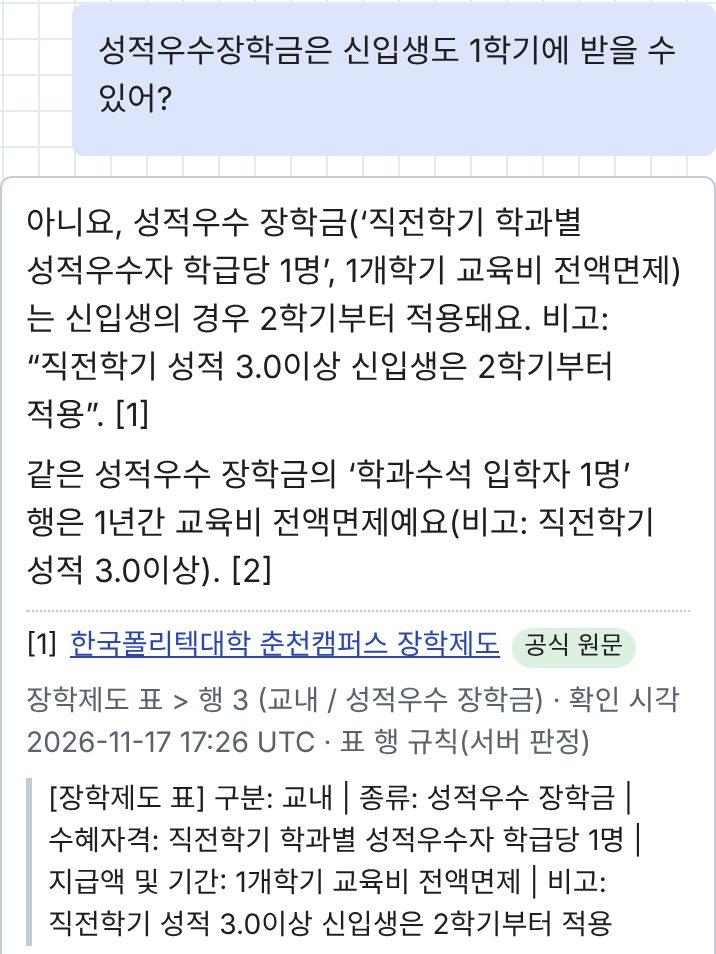 성적우수장학금은 신입생도 1학기에 받을 수
있어?
아니요, 성적우수 장학금(‘직전학기 학과별
성적우수자 학급당 1명’, 1개학기 교육비 전액면제)
는 신입생의 경우 2학기부터 적용돼요. 비고:
“직전학기 성적 3.0이상 신입생은 2학기부터
적용”. [1]
같은 성적우수 장학금의 ‘학과수석 입학자 1명’
행은 1년간 교육비 전액면제예요(비고: 직전학기
성적 3.0이상). [2]
[1] 한국폴리텍대학 춘천캠퍼스 장학제도 공식 원문
장학제도 표 > 행 3 (교내 / 성적우수 장학금) · 확인 시각
2026-11-17 17:26 UTC · 표 행 규칙(서버 판정)
[장학제도 표] 구분: 교내 | 종류: 성적우수 장학금 |
수혜자격: 직전학기 학과별 성적우수자 학급당 1명 |
지급액 및 기간: 1개학기 교육비 전액면제 | 비고:
직전학기 성적 3.0이상 신입생은 2학기부터 적용